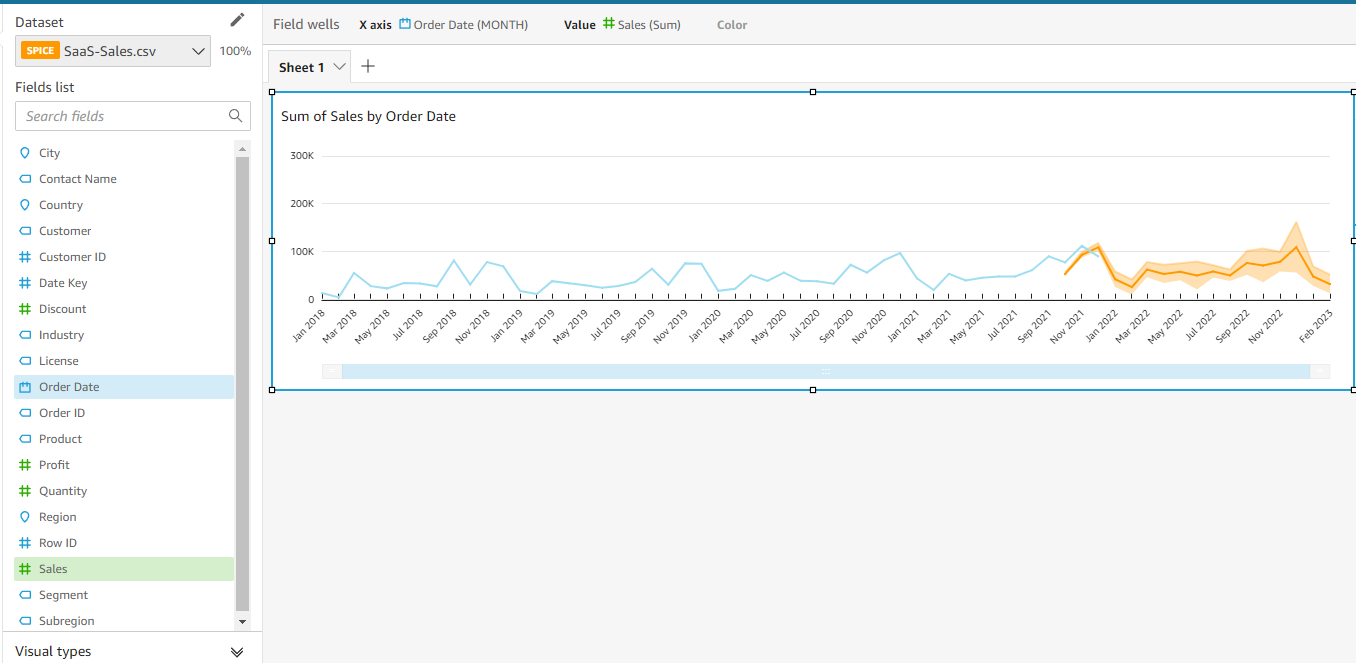 Dataset
SPICE SaaS-Sales.csv 100%
Fields list
Search fields
City
Contact Name
Country
Customer
Customer ID
Date Key
Discount
Industry
License
Order Date
Order ID
Product
Profit
Quantity
Region
Row ID
Sales
Segment
Subregion
Visual types
Field wells X axis Order Date (MONTH) Value Sales (Sum) Color
Sheet 1
Sum of Sales by Order Date
300K
200K
100K
0
Jan 2018 Mar 2018 May 2018 Jul 2018 Sep 2018 Nov 2018 Jan 2019 Mar 2019 May 2019 Jul 2019 Sep 2019 Nov 2019 Jan 2020 Mar 2020 May 2020 Jul 2020 Sep 2020 Nov 2020 Jan 2021 Mar 2021 May 2021 Jul 2021 Sep 2021 Nov 2021 Jan 2022 Mar 2022 May 2022 Jul 2022 Sep 2022 Nov 2022 Feb 2023